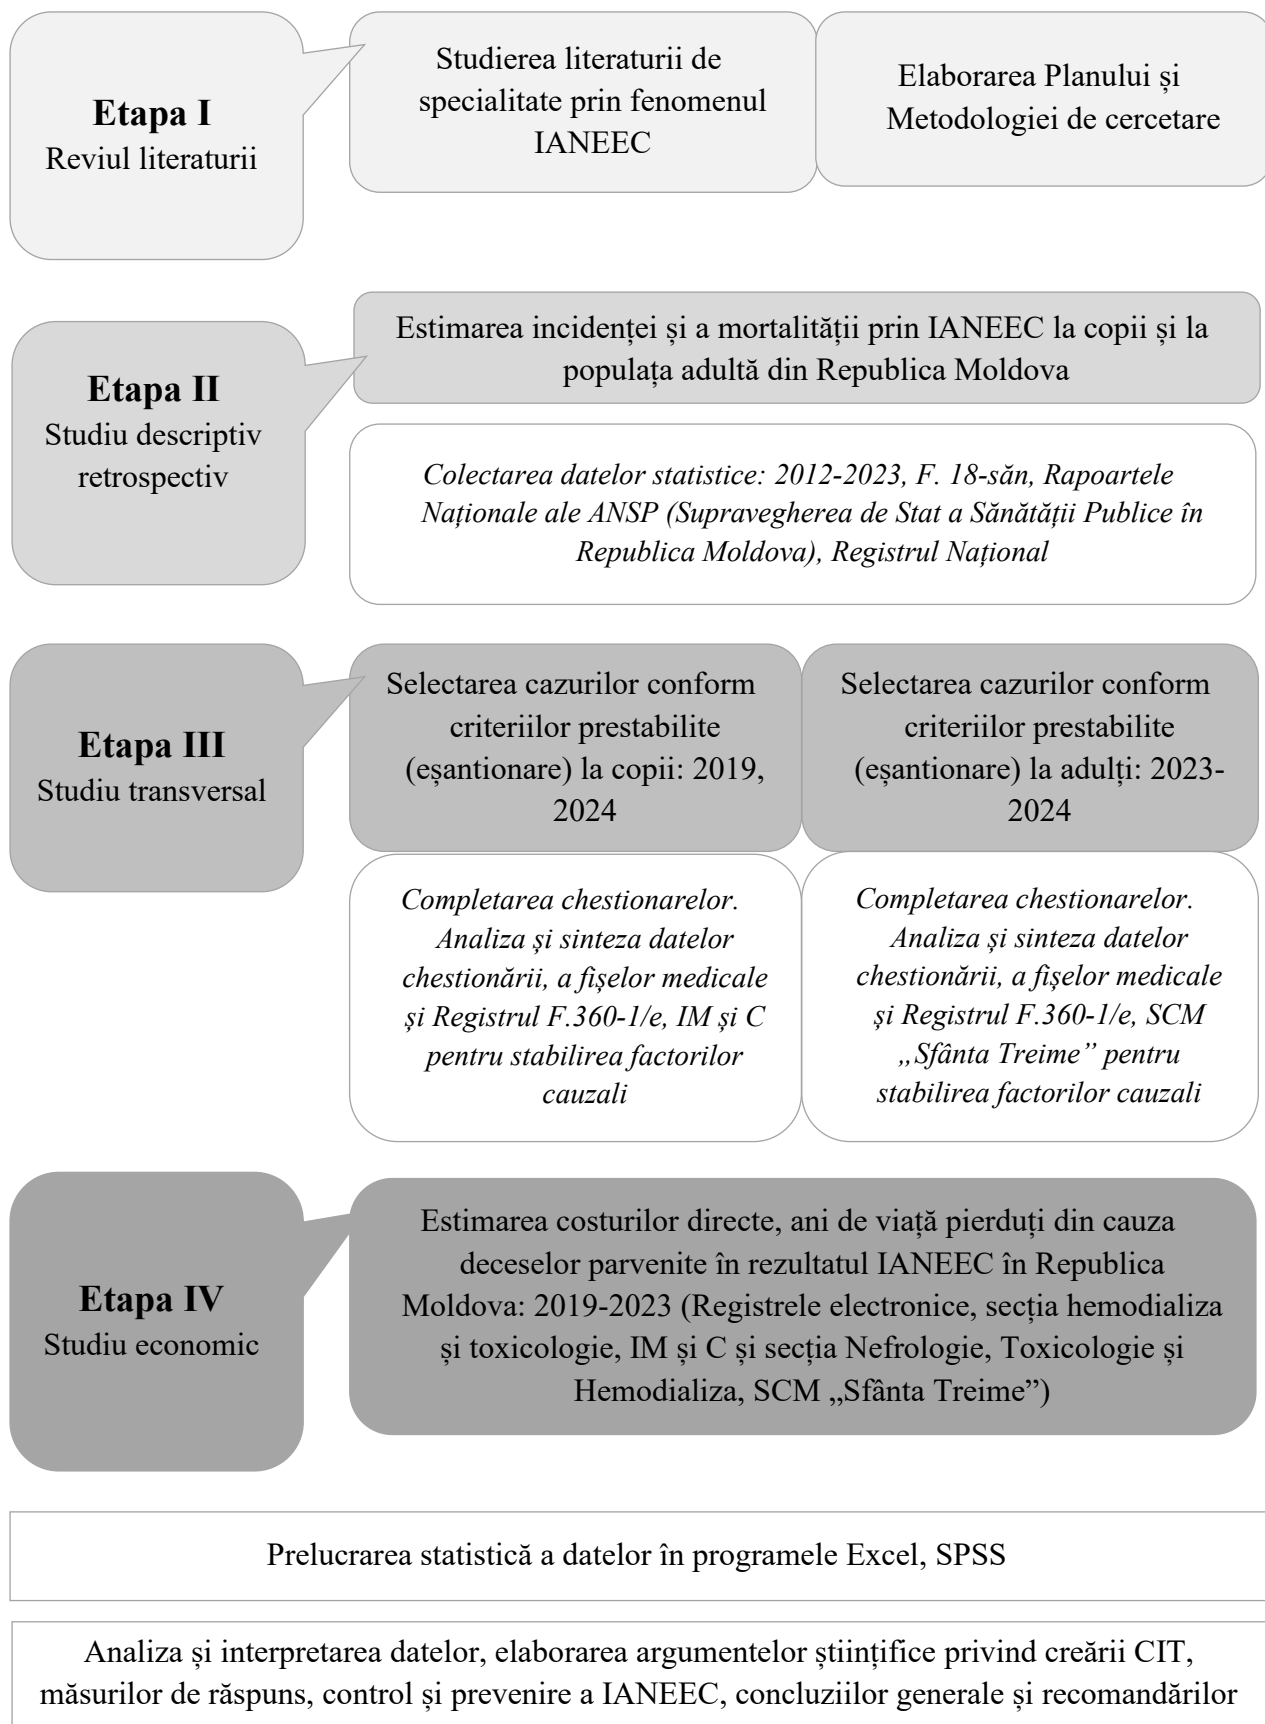 Etapa I
Reviul literaturii
Studierea literaturii de
specialitate prin fenomenul
IANEEC
Elaborarea Planului și
Metodologiei de cercetare
Etapa II
Studiu descriptiv
retrospectiv
Estimarea incidenței și a mortalității prin IANEEC la copii și la
populața adultă din Republica Moldova
Colectarea datelor statistice: 2012-2023, F. 18-săn, Rapoartele
Naționale ale ANSP (Supravegherea de Stat a Sănătății Publice în
Republica Moldova), Registrul Național
Etapa III
Studiu transversal
Selectarea cazurilor conform
criteriilor prestabilite
(eșantionare) la copii: 2019,
2024
Selectarea cazurilor conform
criteriilor prestabilite
(eșantionare) la adulți: 2023-
2024
Completarea chestionarelor.
Analiza și sinteza datelor
chestionării, a fișelor medicale
și Registrul F.360-1/e, IM și C
pentru stabilirea factorilor
cauzali
Completarea chestionarelor.
Analiza și sinteza datelor
chestionării, a fișelor medicale
și Registrul F.360-1/e, SCM
„Sfânta Treime” pentru
stabilirea factorilor cauzali
Etapa IV
Studiu economic
Estimarea costurilor directe, ani de viață pierduți din cauza
deceselor parvenite în rezultatul IANEEC în Republica
Moldova: 2019-2023 (Registrele electronice, secția hemodializa
și toxicologie, IM și C și secția Nefrologie, Toxicologie și
Hemodializa, SCM „Sfânta Treime”)
Prelucrarea statistică a datelor în programele Excel, SPSS
Analiza și interpretarea datelor, elaborarea argumentelor științifice privind creării CIT,
măsurilor de răspuns, control și prevenire a IANEEC, concluziilor generale și recomandărilor